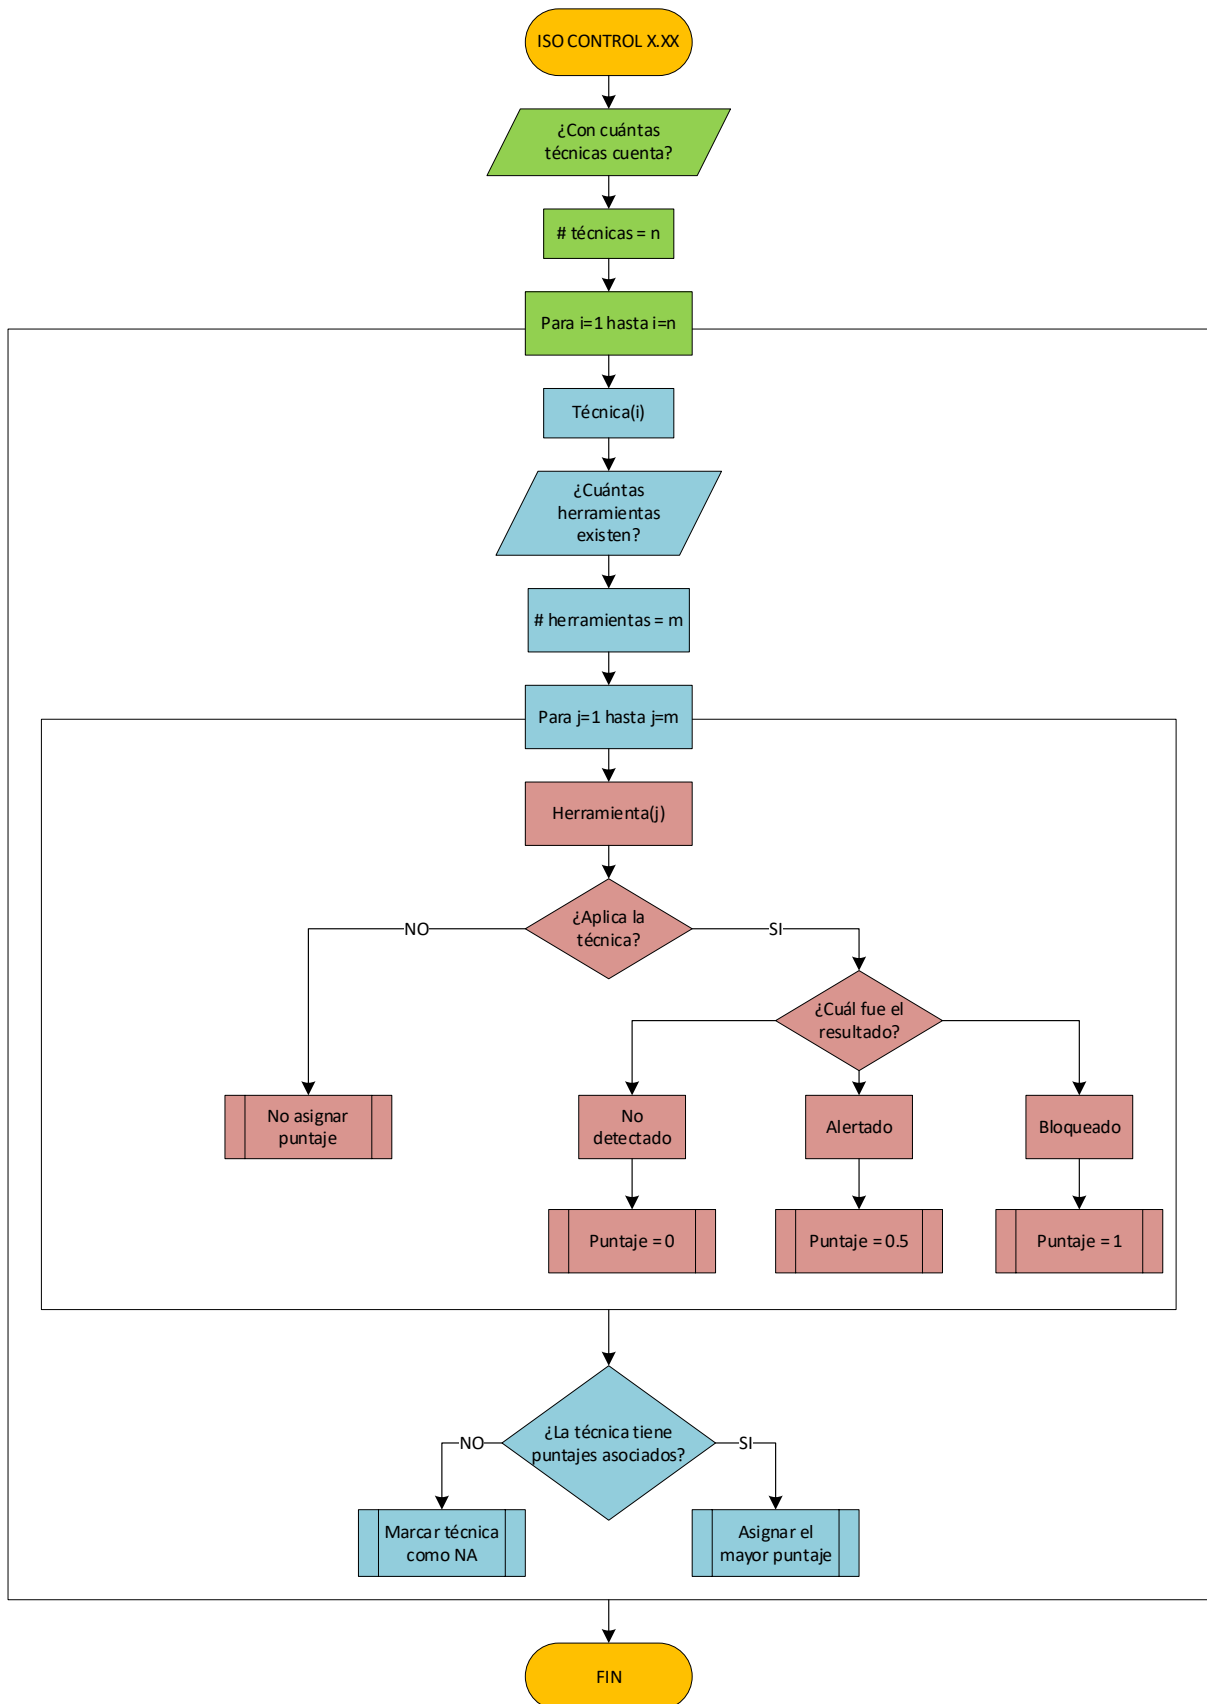 ISO CONTROL X.XX
¿Con cuántas
técnicas cuenta?
# técnicas = n
Para i=1 hasta i=n
Técnica(i)
¿Cuántas
herramientas
existen?
# herramientas = m
Para j=1 hasta j=m
Herramienta(j)
¿Aplica la
técnica?
NO
SI
¿Cuál fue el
resultado?
No asignar
puntaje
No
detectado
Alertado
Bloqueado
Puntaje = 0
Puntaje = 0.5
Puntaje = 1
¿La técnica tiene
puntajes asociados?
NO
SI
Marcar técnica
como NA
Asignar el
mayor puntaje
FIN